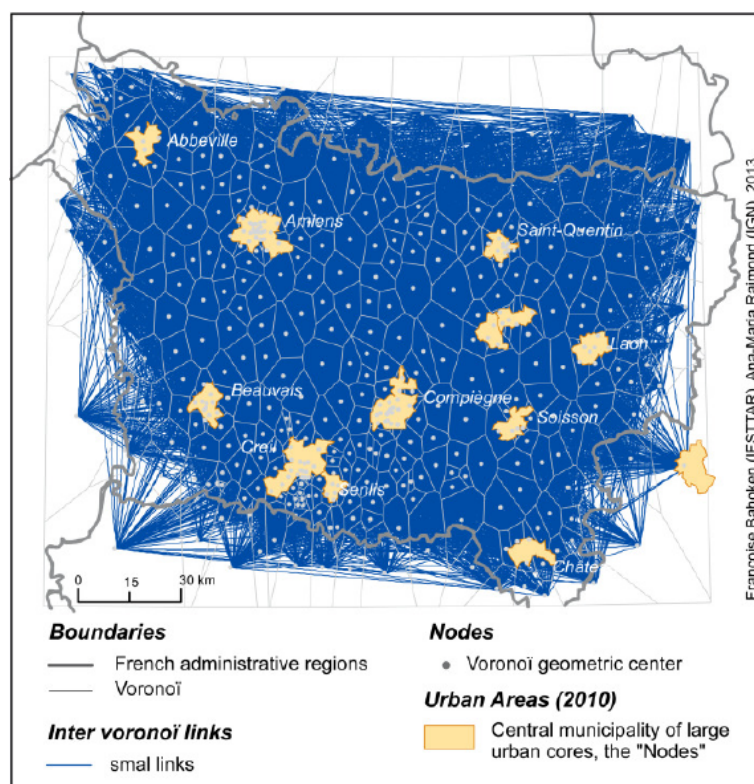 Abbeville
Amiens
Saint-Quentin
Laon
Beauvais
Compiègne
Soisson
Creil
Senlis
Châte
0 15 30 km
Françoise Bahoken (IFSTTAR), Ana-Maria Raimond (IGN), 2013
Boundaries
French administrative regions
Voronoï
Inter voronoï links
smal links
Nodes
Voronoï geometric center
Urban Areas (2010)
Central municipality of large
urban cores, the "Nodes"